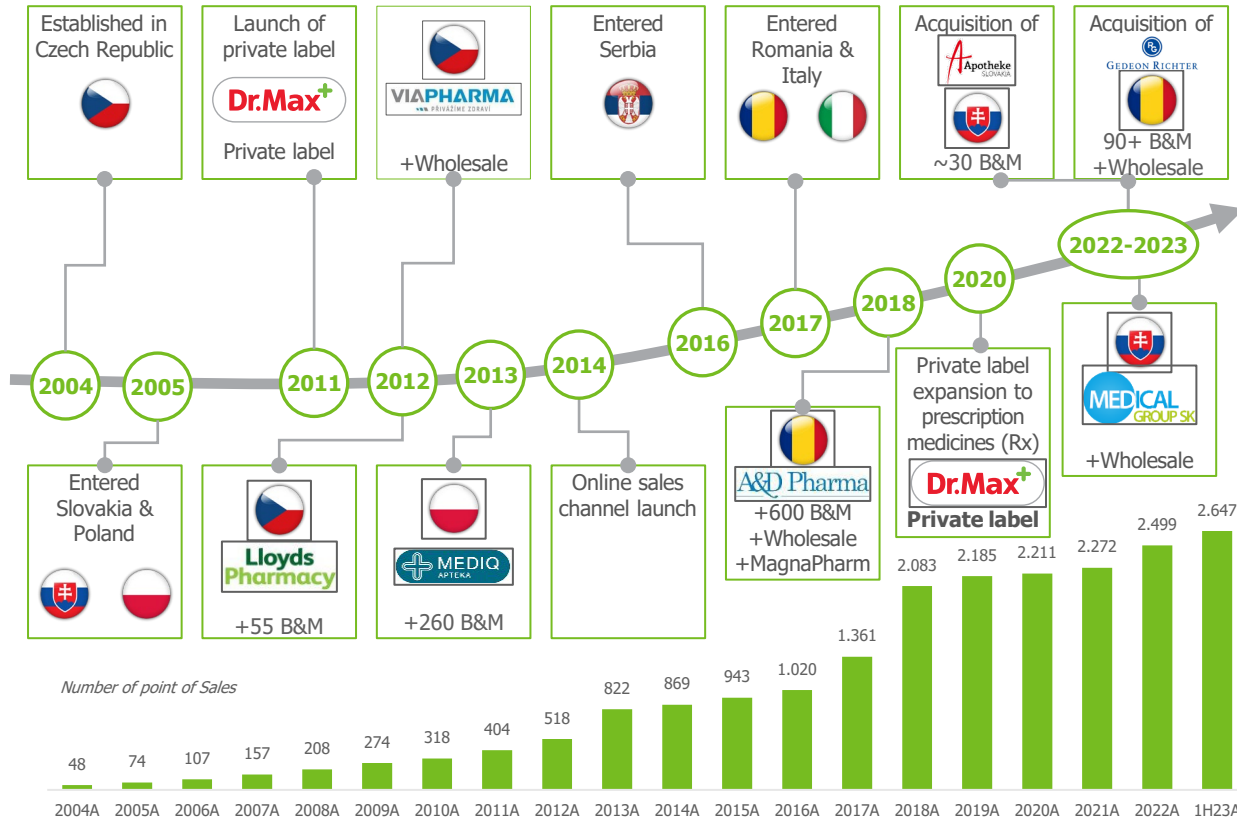 Established in
Czech Republic
Launch of
private label
Dr.Max+
Private label
VIAPHARMA
PŘIVÁŽÍME ZDRAVÍ
+Wholesale
Entered
Serbia
Entered
Romania &
Italy
Acquisition of
Apotheke
SLOVAKIA
~30 B&M
Acquisition of
RG
GEDEON RICHTER
90+ B&M
+Wholesale
2004
2005
2011
2012
2013
2014
2016
2017
2018
2020
2022-2023
Entered
Slovakia &
Poland
Lloyds
Pharmacy
+55 B&M
MEDIQ
APTEKA
+260 B&M
Online sales
channel launch
A&D Pharma
+600 B&M
+Wholesale
+MagnaPharm
Private label
expansion to
prescription
medicines (Rx)
Dr.Max+
Private label
MEDICAL
GROUP SK
+Wholesale
Number of point of Sales
48
74
107
157
208
274
318
404
518
822
869
943
1.020
1.361
2.083
2.185
2.211
2.272
2.499
2.647
2004A 2005A 2006A 2007A 2008A 2009A 2010A 2011A 2012A 2013A 2014A 2015A 2016A 2017A 2018A 2019A 2020A 2021A 2022A 1H23A